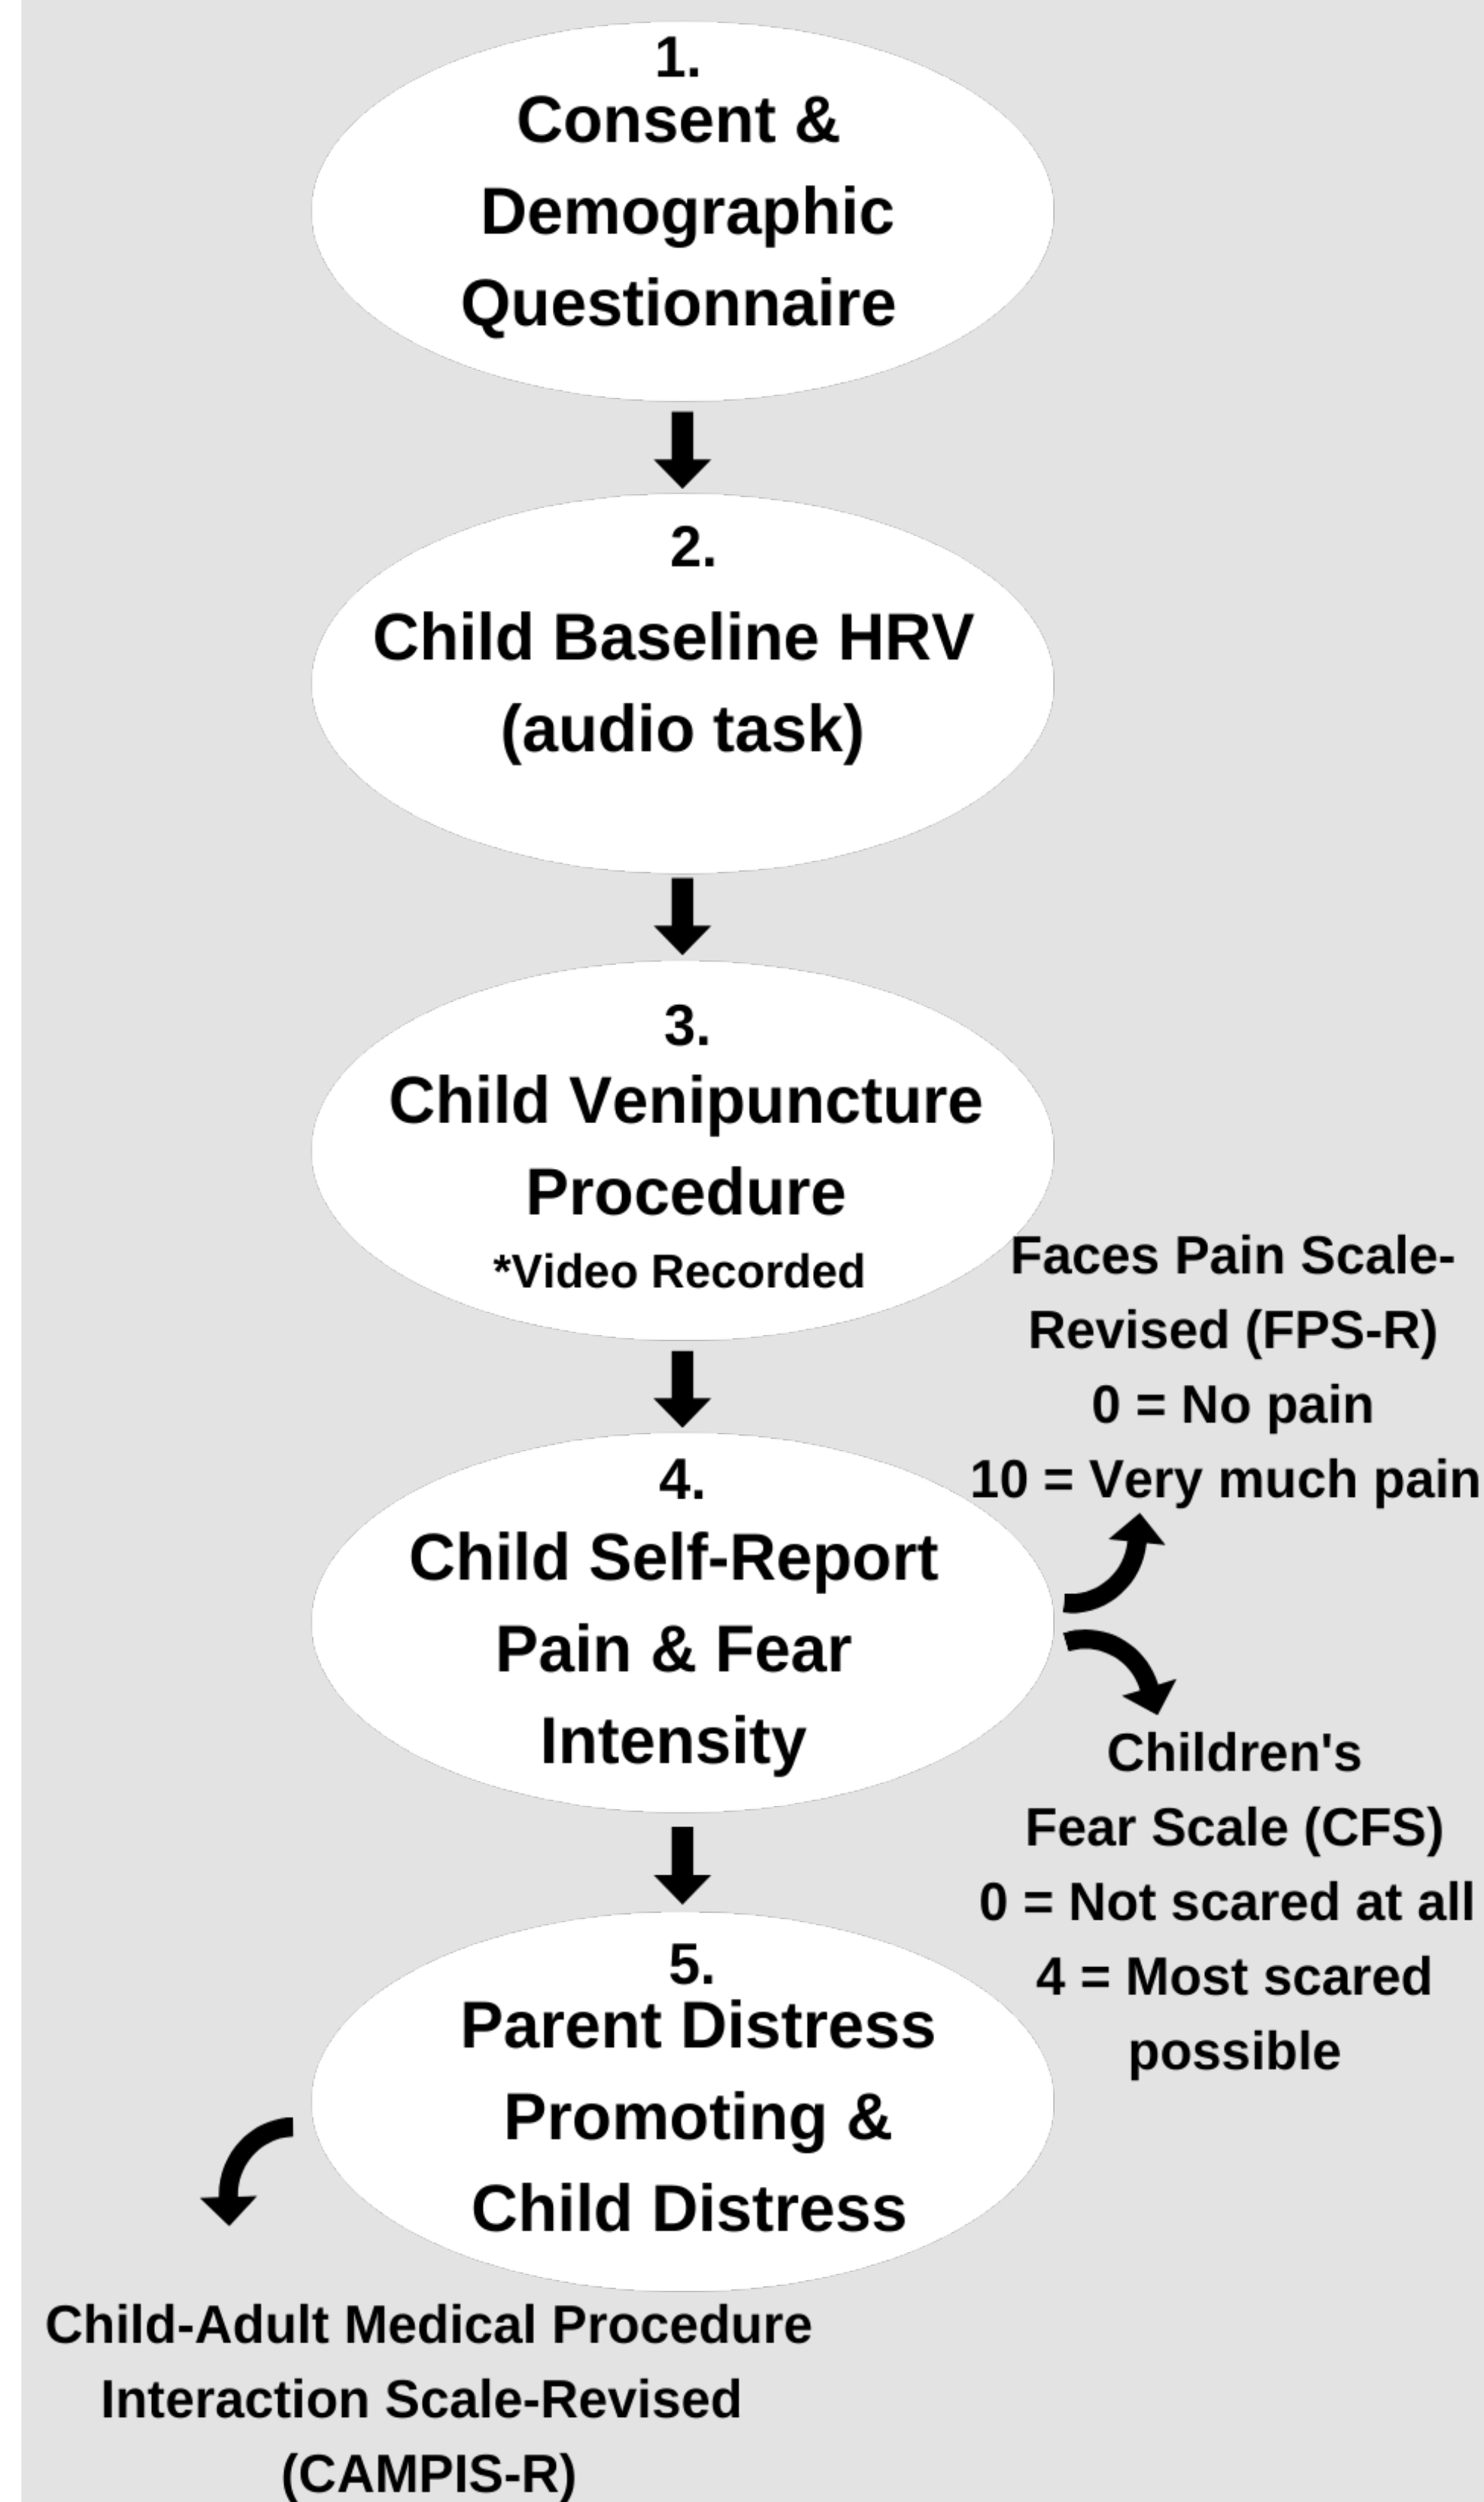 1.
Consent &
Demographic
Questionnaire
2.
Child Baseline HRV
(audio task)
3.
Child Venipuncture
Procedure
*Video Recorded
Faces Pain Scale-
Revised (FPS-R)
0 = No pain
10 = Very much pain
4.
Child Self-Report
Pain & Fear
Intensity
Children's
Fear Scale (CFS)
0 = Not scared at all
4 = Most scared
possible
5.
Parent Distress
Promoting &
Child Distress
Child-Adult Medical Procedure
Interaction Scale-Revised
(CAMPIS-R)